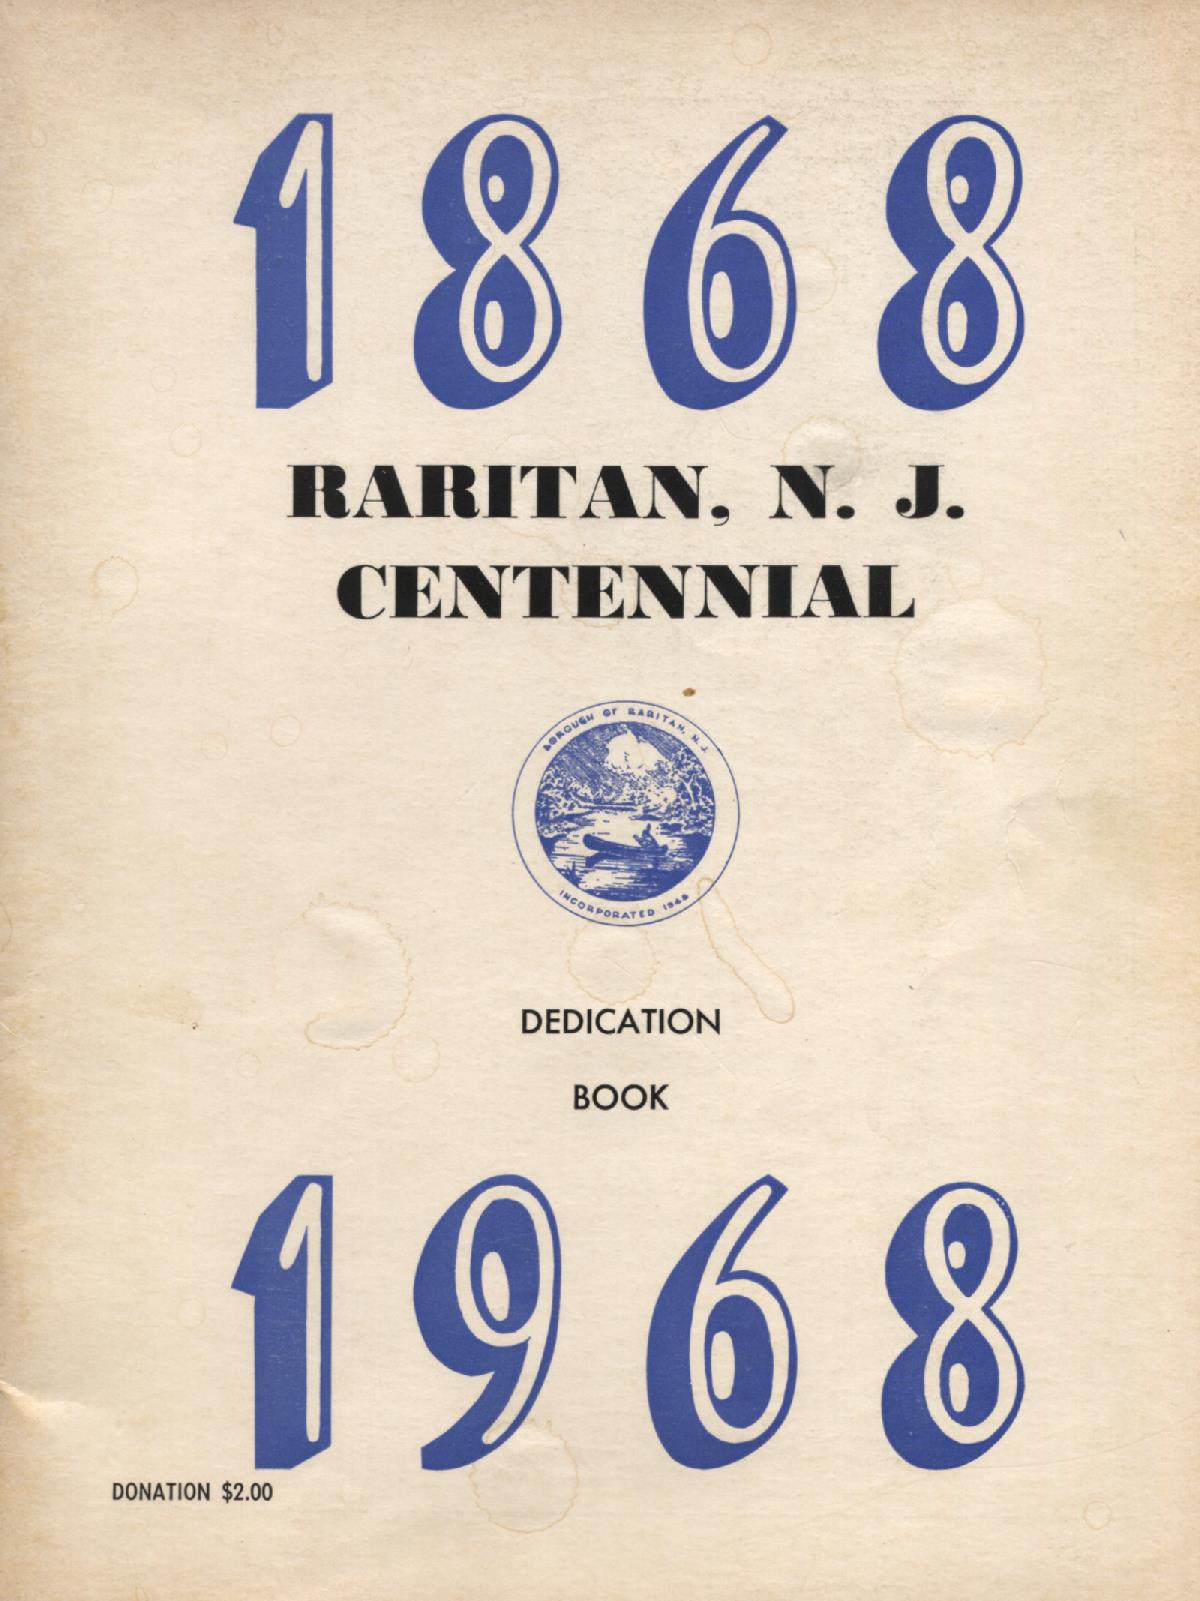 1868
RARITAN, N. J.
CENTENNIAL
BOROUGH OF RARITAN, N. J.
INCORPORATED 1948
DEDICATION
BOOK
1968
DONATION $2.00